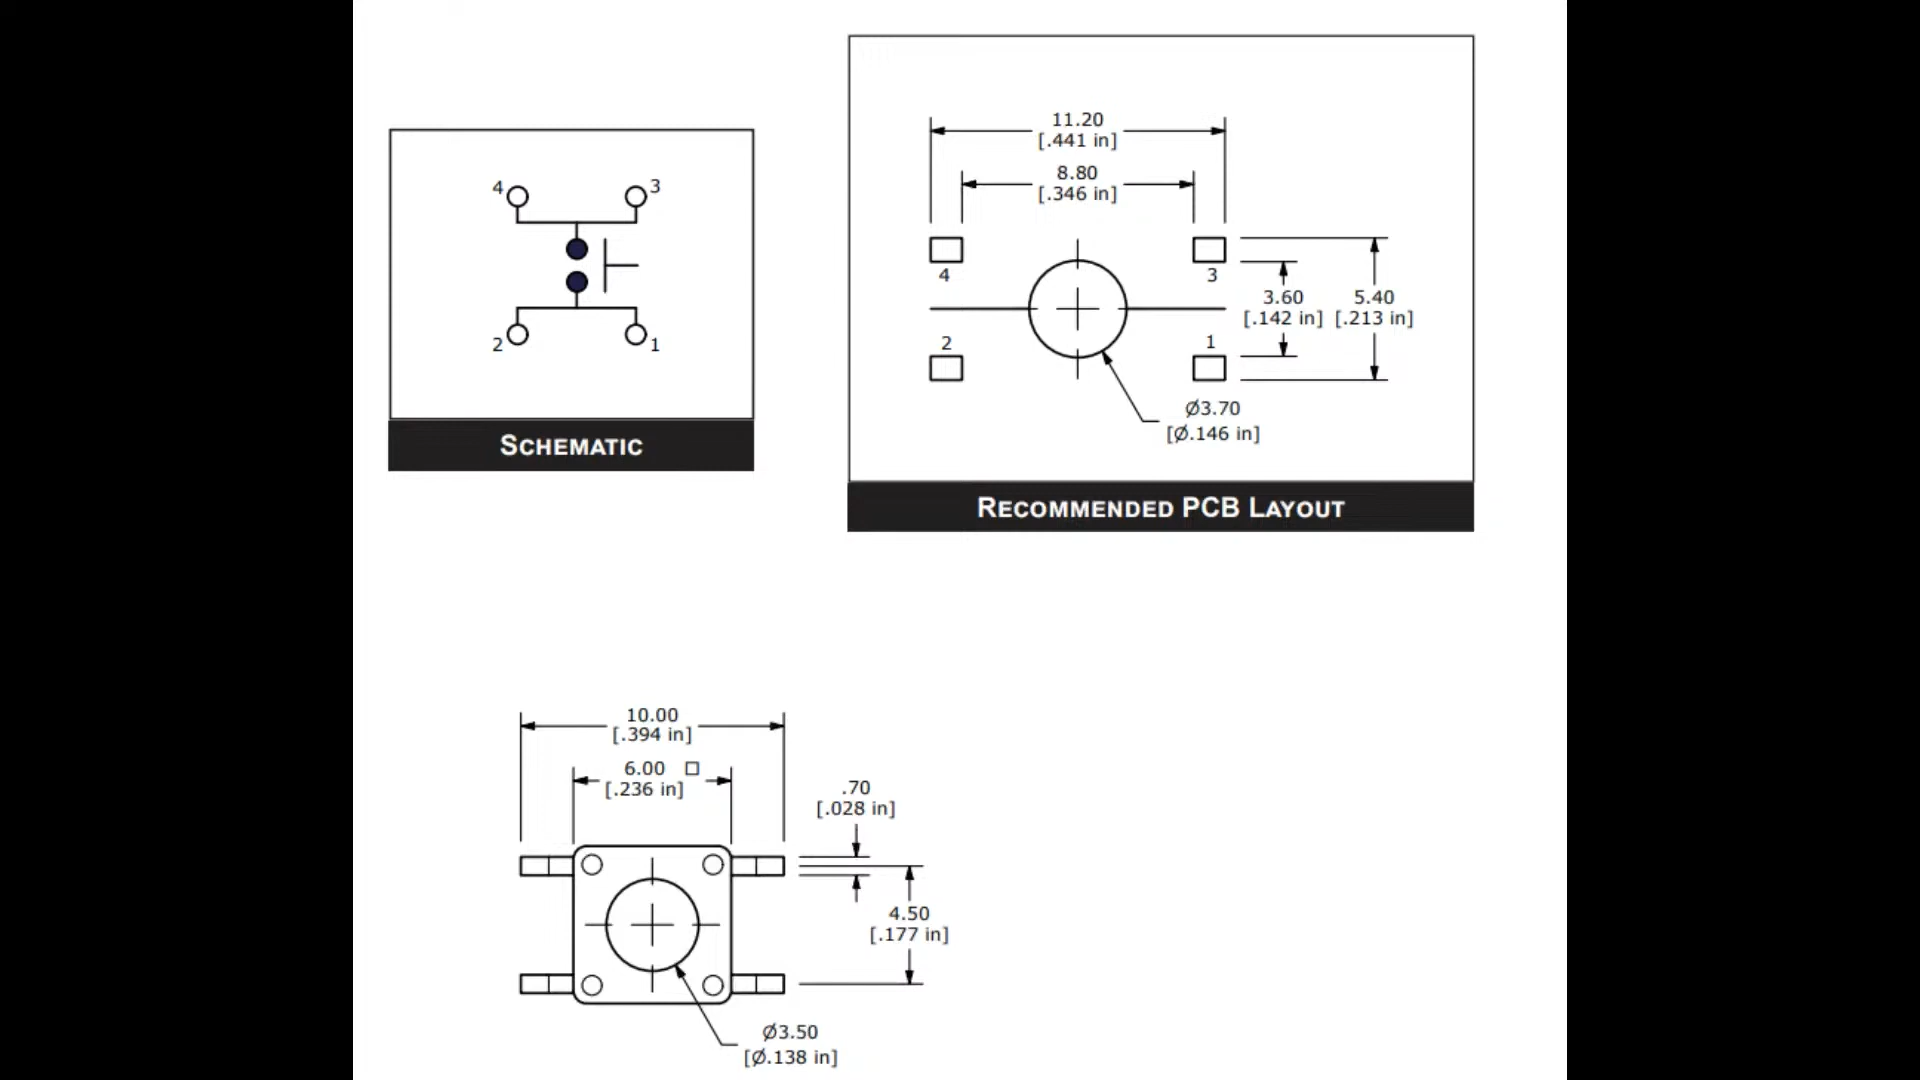 4
3
2
1
SCHEMATIC
11.20
[.441 in]
8.80
[.346 in]
4
3
3.60
[.142 in]
5.40
[.213 in]
2
1
Ø3.70
[Ø.146 in]
RECOMMENDED PCB LAYOUT
10.00
[.394 in]
6.00 □
[.236 in]
.70
[.028 in]
4.50
[.177 in]
Ø3.50
[Ø.138 in]